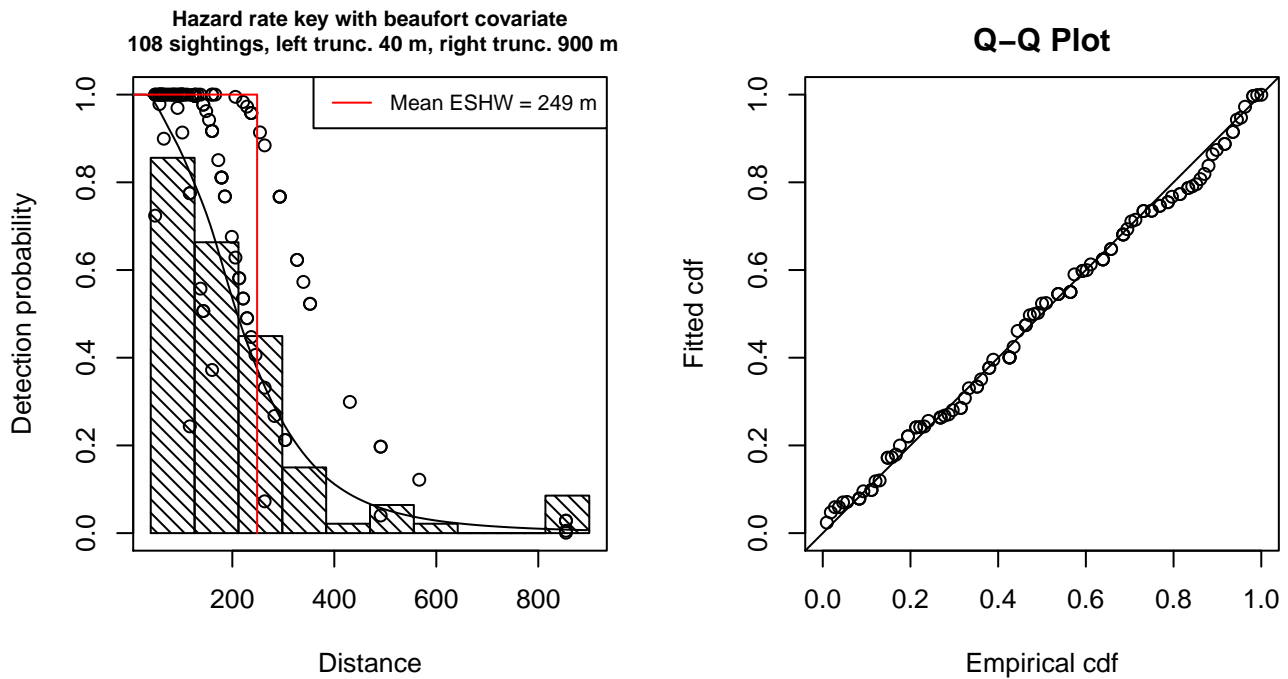 Hazard rate key with beaufort covariate
108 sightings, left trunc. 40 m, right trunc. 900 m
Mean ESHW = 249 m
Detection probability
1.0
0.8
0.6
0.4
0.2
0.0
200 400 600 800
Distance
Q−Q Plot
Fitted cdf
1.0
0.8
0.6
0.4
0.2
0.0
0.0 0.2 0.4 0.6 0.8 1.0
Empirical cdf